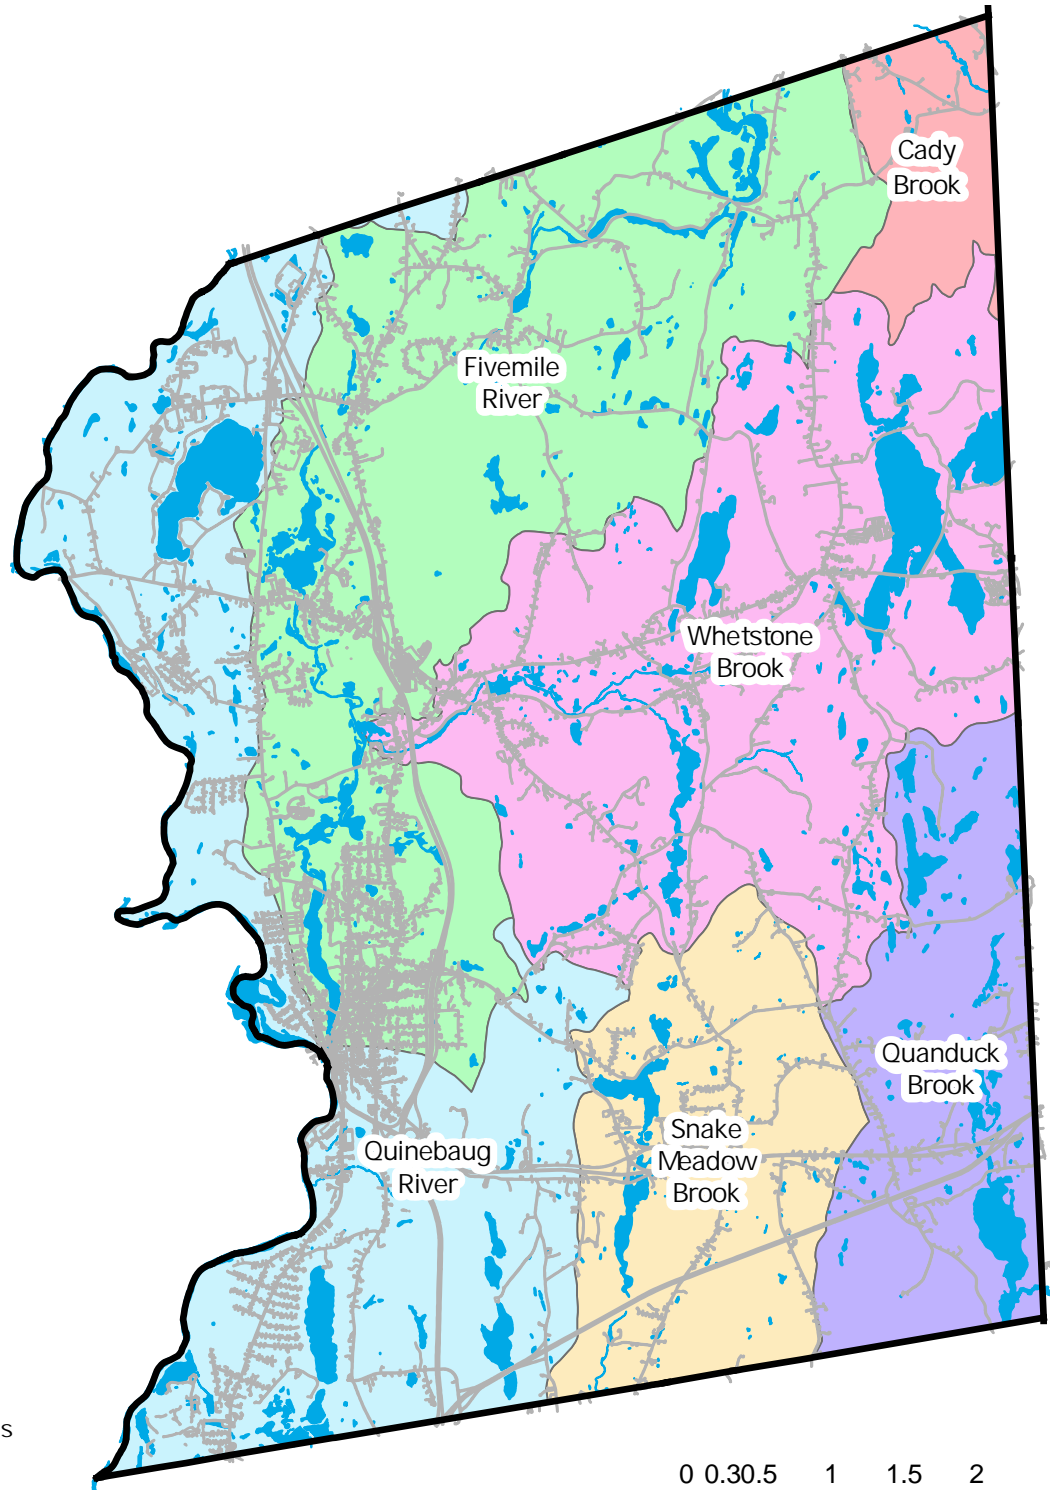 Cady
Brook
Fivemile
River
Whetstone
Brook
Quanduck
Brook
Snake
Meadow
Brook
Quinebaug
River
s
0 0.30.5 1 1.5 2